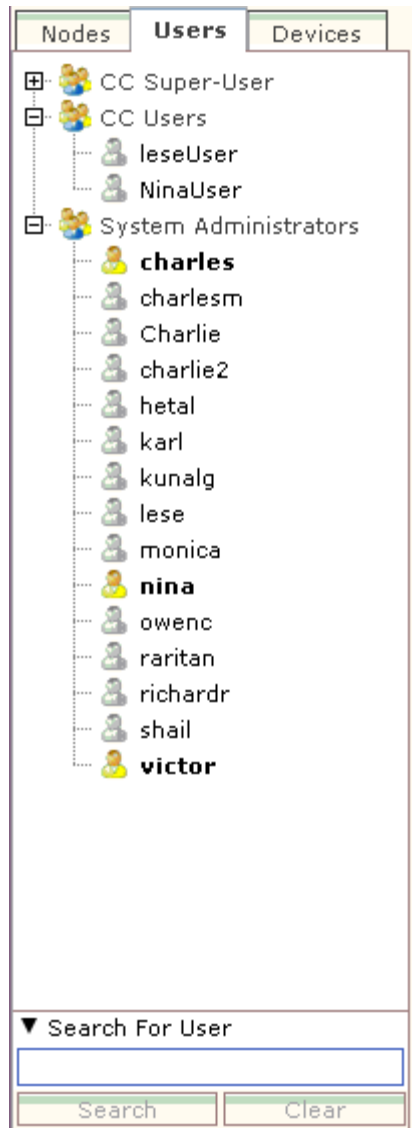 Nodes Users Devices
CC Super-User
CC Users
leseUser
NinaUser
System Administrators
charles
charlesm
Charlie
charlie2
hetal
karl
kunalg
lese
monica
nina
owenc
raritan
richardr
shail
victor
Search For User
Search Clear